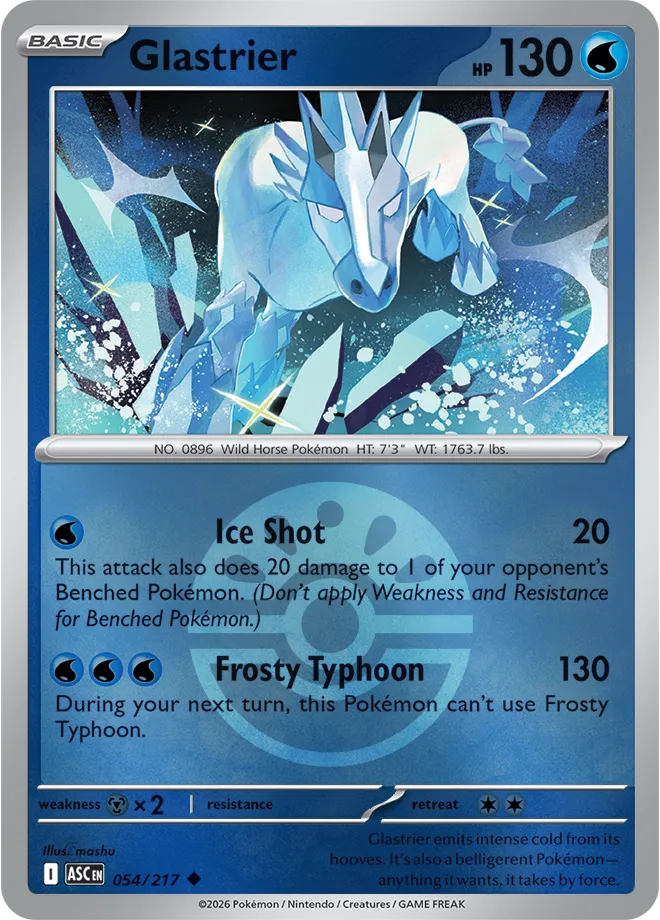 BASIC
Glastrier
HP 130
NO. 0896 Wild Horse Pokémon HT: 7'3" WT: 1763.7 lbs.
Ice Shot 20
This attack also does 20 damage to 1 of your opponent's
Benched Pokémon. (Don't apply Weakness and Resistance
for Benched Pokémon.)
Frosty Typhoon 130
During your next turn, this Pokémon can't use Frosty
Typhoon.
weakness ×2 resistance retreat
Illus. mashu
Glastrier emits intense cold from its
hooves. It's also a belligerent Pokémon—
anything it wants, it takes by force.
I ASC EN 054/217
©2026 Pokémon / Nintendo / Creatures / GAME FREAK